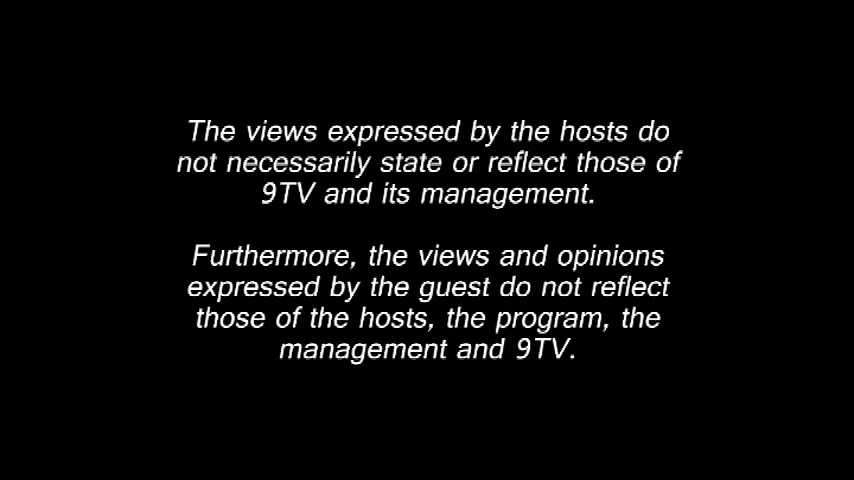 The views expressed by the hosts do
not necessarily state or reflect those of
9TV and its management.
Furthermore, the views and opinions
expressed by the guest do not reflect
those of the hosts, the program, the
management and 9TV.